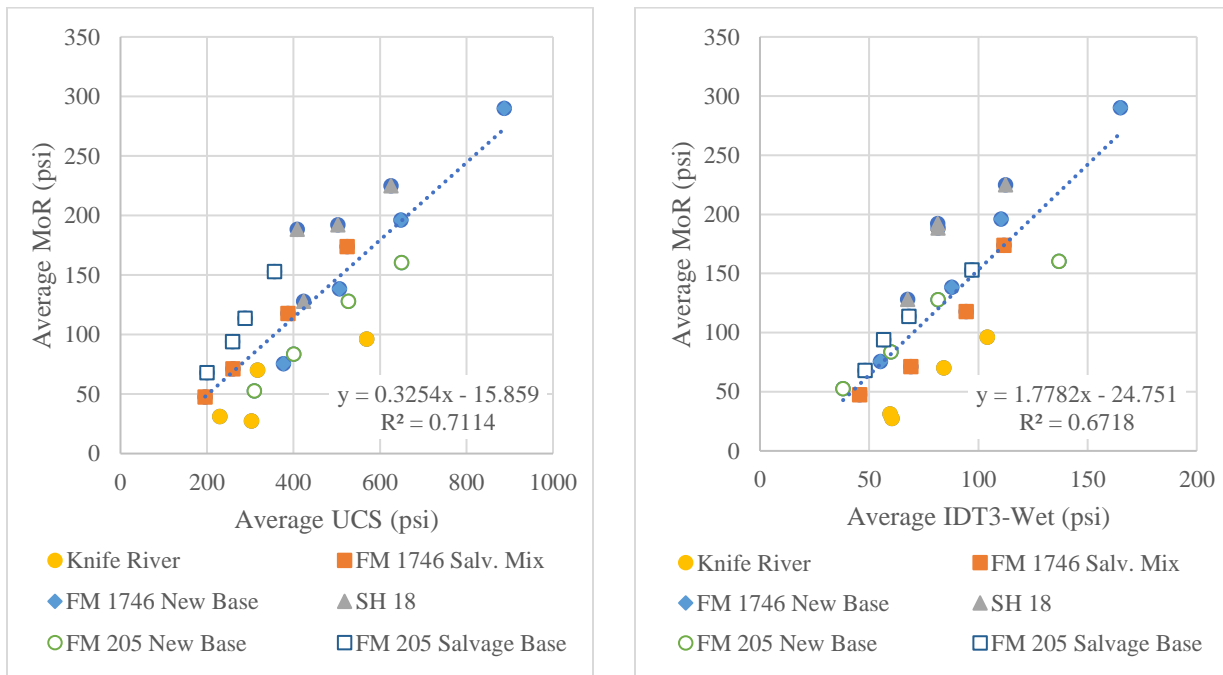 350
300
250
200
150
100
50
0
Average MoR (psi)
y = 0.3254x - 15.859
R² = 0.7114
0 200 400 600 800 1000
Average UCS (psi)
Knife River FM 1746 Salv. Mix
FM 1746 New Base SH 18
FM 205 New Base FM 205 Salvage Base
350
300
250
200
150
100
50
0
Average MoR (psi)
y = 1.7782x - 24.751
R² = 0.6718
0 50 100 150 200
Average IDT3-Wet (psi)
Knife River FM 1746 Salv. Mix
FM 1746 New Base SH 18
FM 205 New Base FM 205 Salvage Base